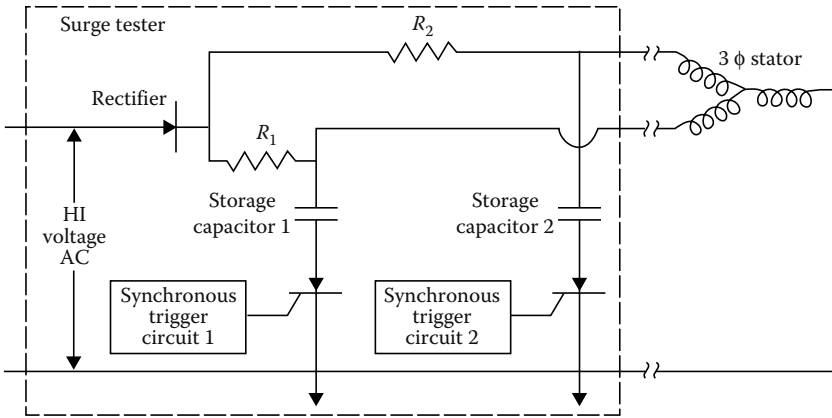 Surge tester
R2
3 ϕ stator
Rectifier
R1
HI
voltage
AC
Storage
capacitor 1
Storage
capacitor 2
Synchronous
trigger
circuit 1
Synchronous
trigger
circuit 2